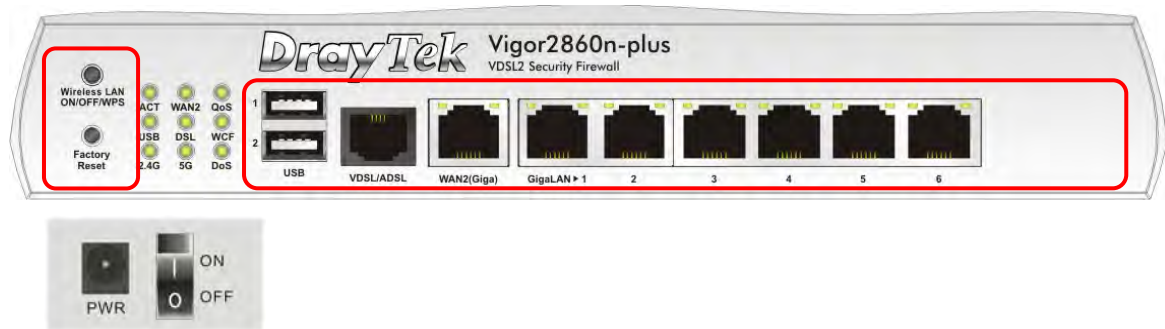 DrayTek Vigor2860n-plus
VDSL2 Security Firewall
Wireless LAN
ON/OFF/WPS
Factory
Reset
ACT WAN2 QoS
USB DSL WCF
2.4G 5G DoS
1
2
USB VDSL/ADSL WAN2(Giga) GigaLAN ▶ 1 2 3 4 5 6
PWR
I ON
O OFF